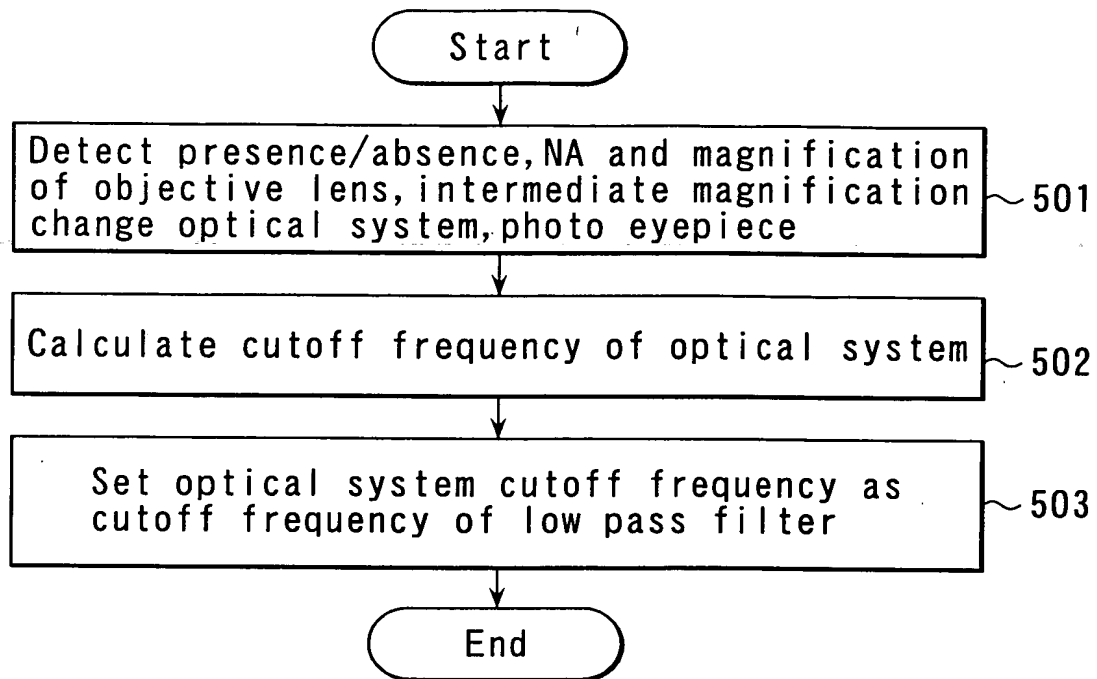 Start
Detect presence/absence, NA and magnification
of objective lens, intermediate magnification
change optical system, photo eyepiece
501
Calculate cutoff frequency of optical system
502
Set optical system cutoff frequency as
cutoff frequency of low pass filter
503
End